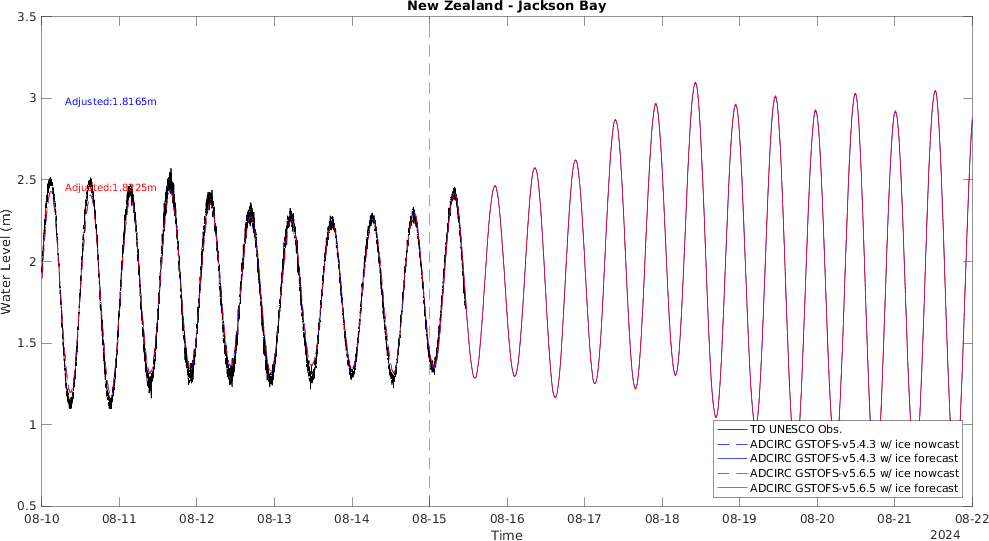 New Zealand - Jackson Bay
3.5
3
2.5
2
1.5
1
0.5
Water Level (m)
Adjusted:1.8165m
TD UNESCO Obs.
ADCIRC GSTOFS-v5.4.3 w/ ice nowcast
ADCIRC GSTOFS-v5.4.3 w/ ice forecast
ADCIRC GSTOFS-v5.6.5 w/ ice nowcast
ADCIRC GSTOFS-v5.6.5 w/ ice forecast
08-10 08-11 08-12 08-13 08-14 08-15 08-16 08-17 08-18 08-19 08-20 08-21 08-22
Time
2024